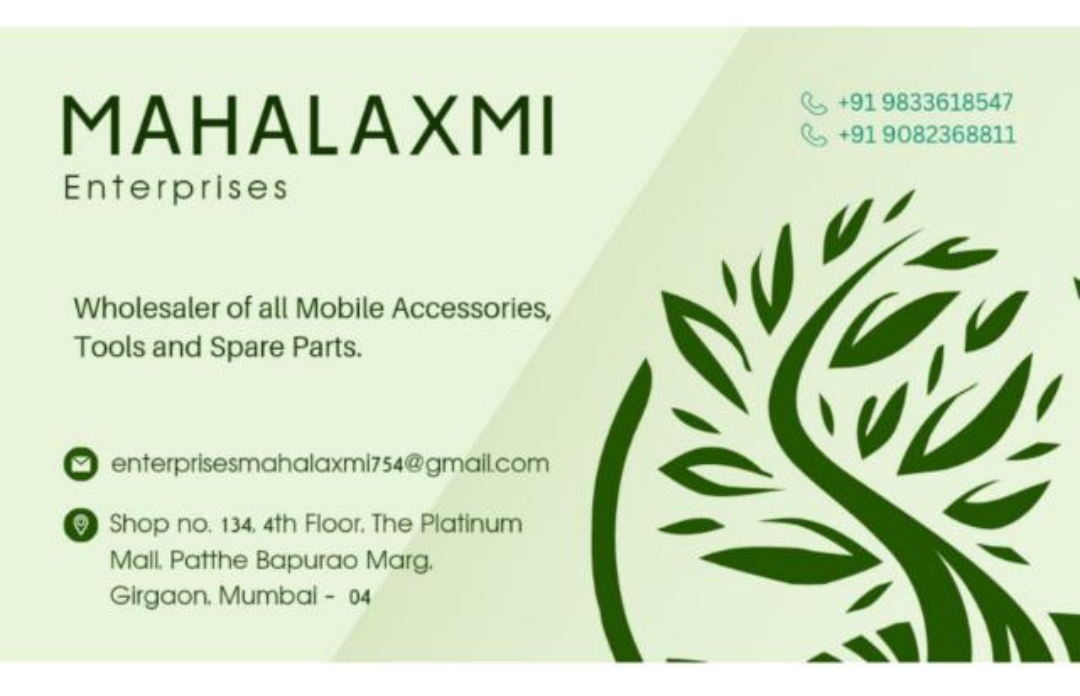 MAHALAXMI
Enterprises
+91 9833618547
+91 9082368811
Wholesaler of all Mobile Accessories,
Tools and Spare Parts.
enterprisesmahalaxmi754@gmail.com
Shop no. 134, 4th Floor, The Platinum
Mall, Patthe Bapurao Marg,
Girgaon, Mumbai - 04